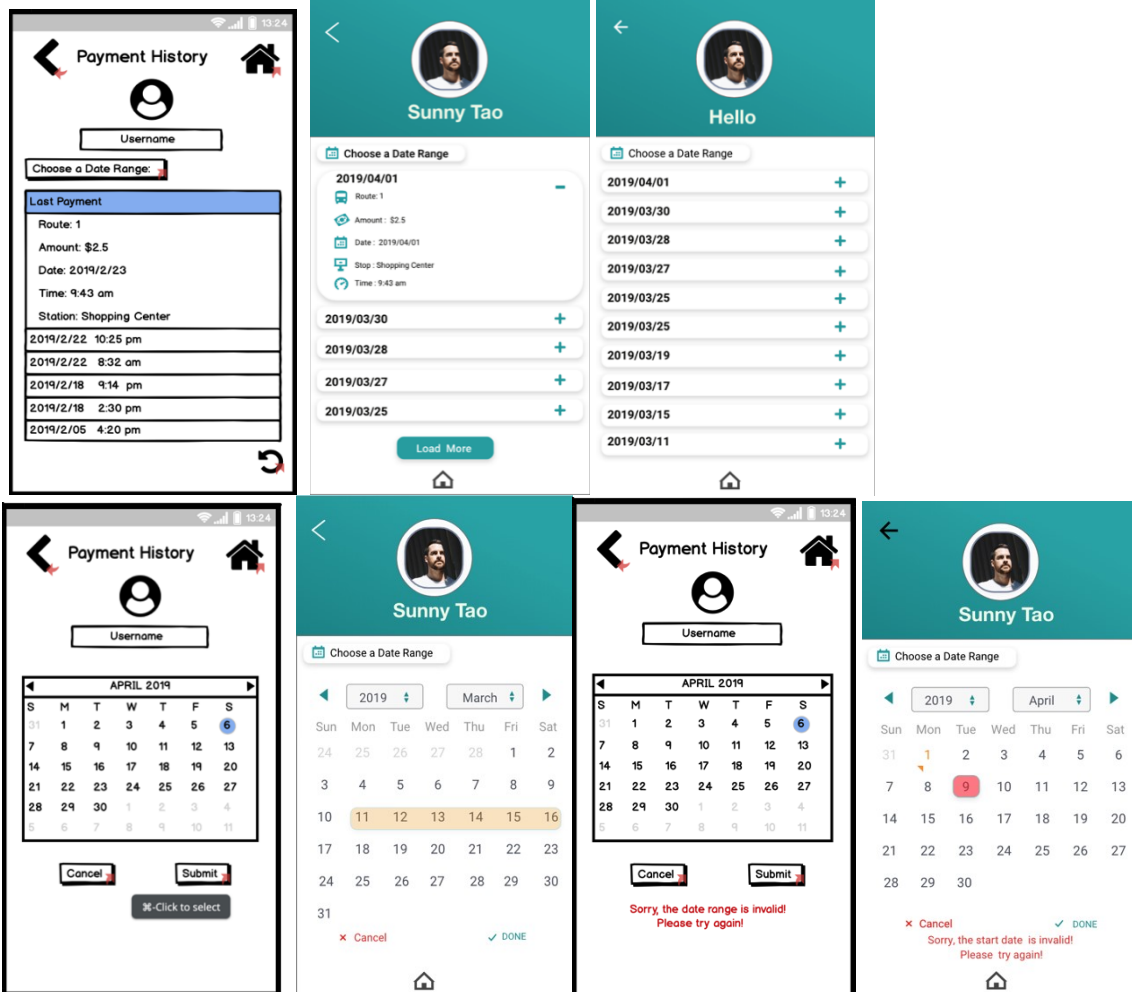 13:24
Payment History
Username
Choose a Date Range:
Last Payment
Route: 1
Amount: $2.5
Date: 2019/2/23
Time: 9:43 am
Station: Shopping Center
2019/2/22 10:25 pm
2019/2/22 8:32 am
2019/2/18 9:14 pm
2019/2/18 2:30 pm
2019/2/05 4:20 pm
Sunny Tao
Choose a Date Range
2019/04/01
Route: 1
Amount : $2.5
Date : 2019/04/01
Stop : Shopping Center
Time : 9:43 am
2019/03/30
2019/03/28
2019/03/27
2019/03/25
Load More
Hello
Choose a Date Range
2019/04/01
2019/03/30
2019/03/28
2019/03/27
2019/03/25
2019/03/25
2019/03/19
2019/03/17
2019/03/15
2019/03/11
13:24
Payment History
Username
APRIL 2019
S M T W T F S
31 1 2 3 4 5 6
7 8 9 10 11 12 13
14 15 16 17 18 19 20
21 22 23 24 25 26 27
28 29 30 1 2 3 4
5 6 7 8 9 10 11
Cancel Submit
⌘-Click to select
Sunny Tao
Choose a Date Range
2019 March
Sun Mon Tue Wed Thu Fri Sat
24 25 26 27 28 1 2
3 4 5 6 7 8 9
10 11 12 13 14 15 16
17 18 19 20 21 22 23
24 25 26 27 28 29 30
31
× Cancel ✓ DONE
13:24
Payment History
Username
APRIL 2019
S M T W T F S
31 1 2 3 4 5 6
7 8 9 10 11 12 13
14 15 16 17 18 19 20
21 22 23 24 25 26 27
28 29 30 1 2 3 4
5 6 7 8 9 10 11
Cancel Submit
Sorry, the date range is invalid!
Please try again!
Sunny Tao
Choose a Date Range
2019 April
Sun Mon Tue Wed Thu Fri Sat
31 1 2 3 4 5 6
7 8 9 10 11 12 13
14 15 16 17 18 19 20
21 22 23 24 25 26 27
28 29 30
× Cancel ✓ DONE
Sorry, the start date is invalid!
Please try again!